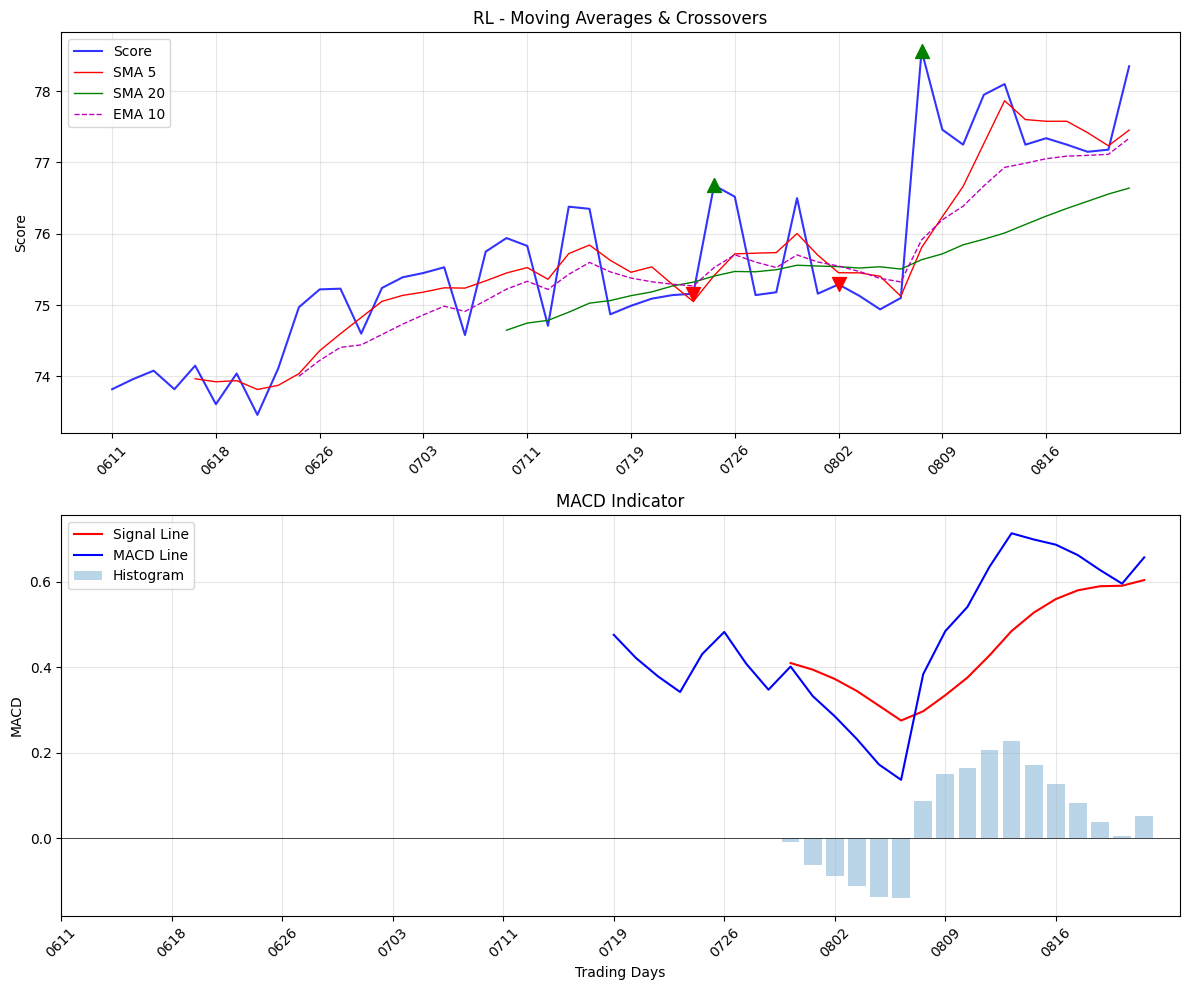 RL - Moving Averages & Crossovers
Score
SMA 5
SMA 20
EMA 10
Score
78
77
76
75
74
0611
0618
0626
0703
0711
0719
0726
0802
0809
0816
MACD Indicator
Signal Line
MACD Line
Histogram
MACD
0.6
0.4
0.2
0.0
0611
0618
0626
0703
0711
0719
0726
0802
0809
0816
Trading Days